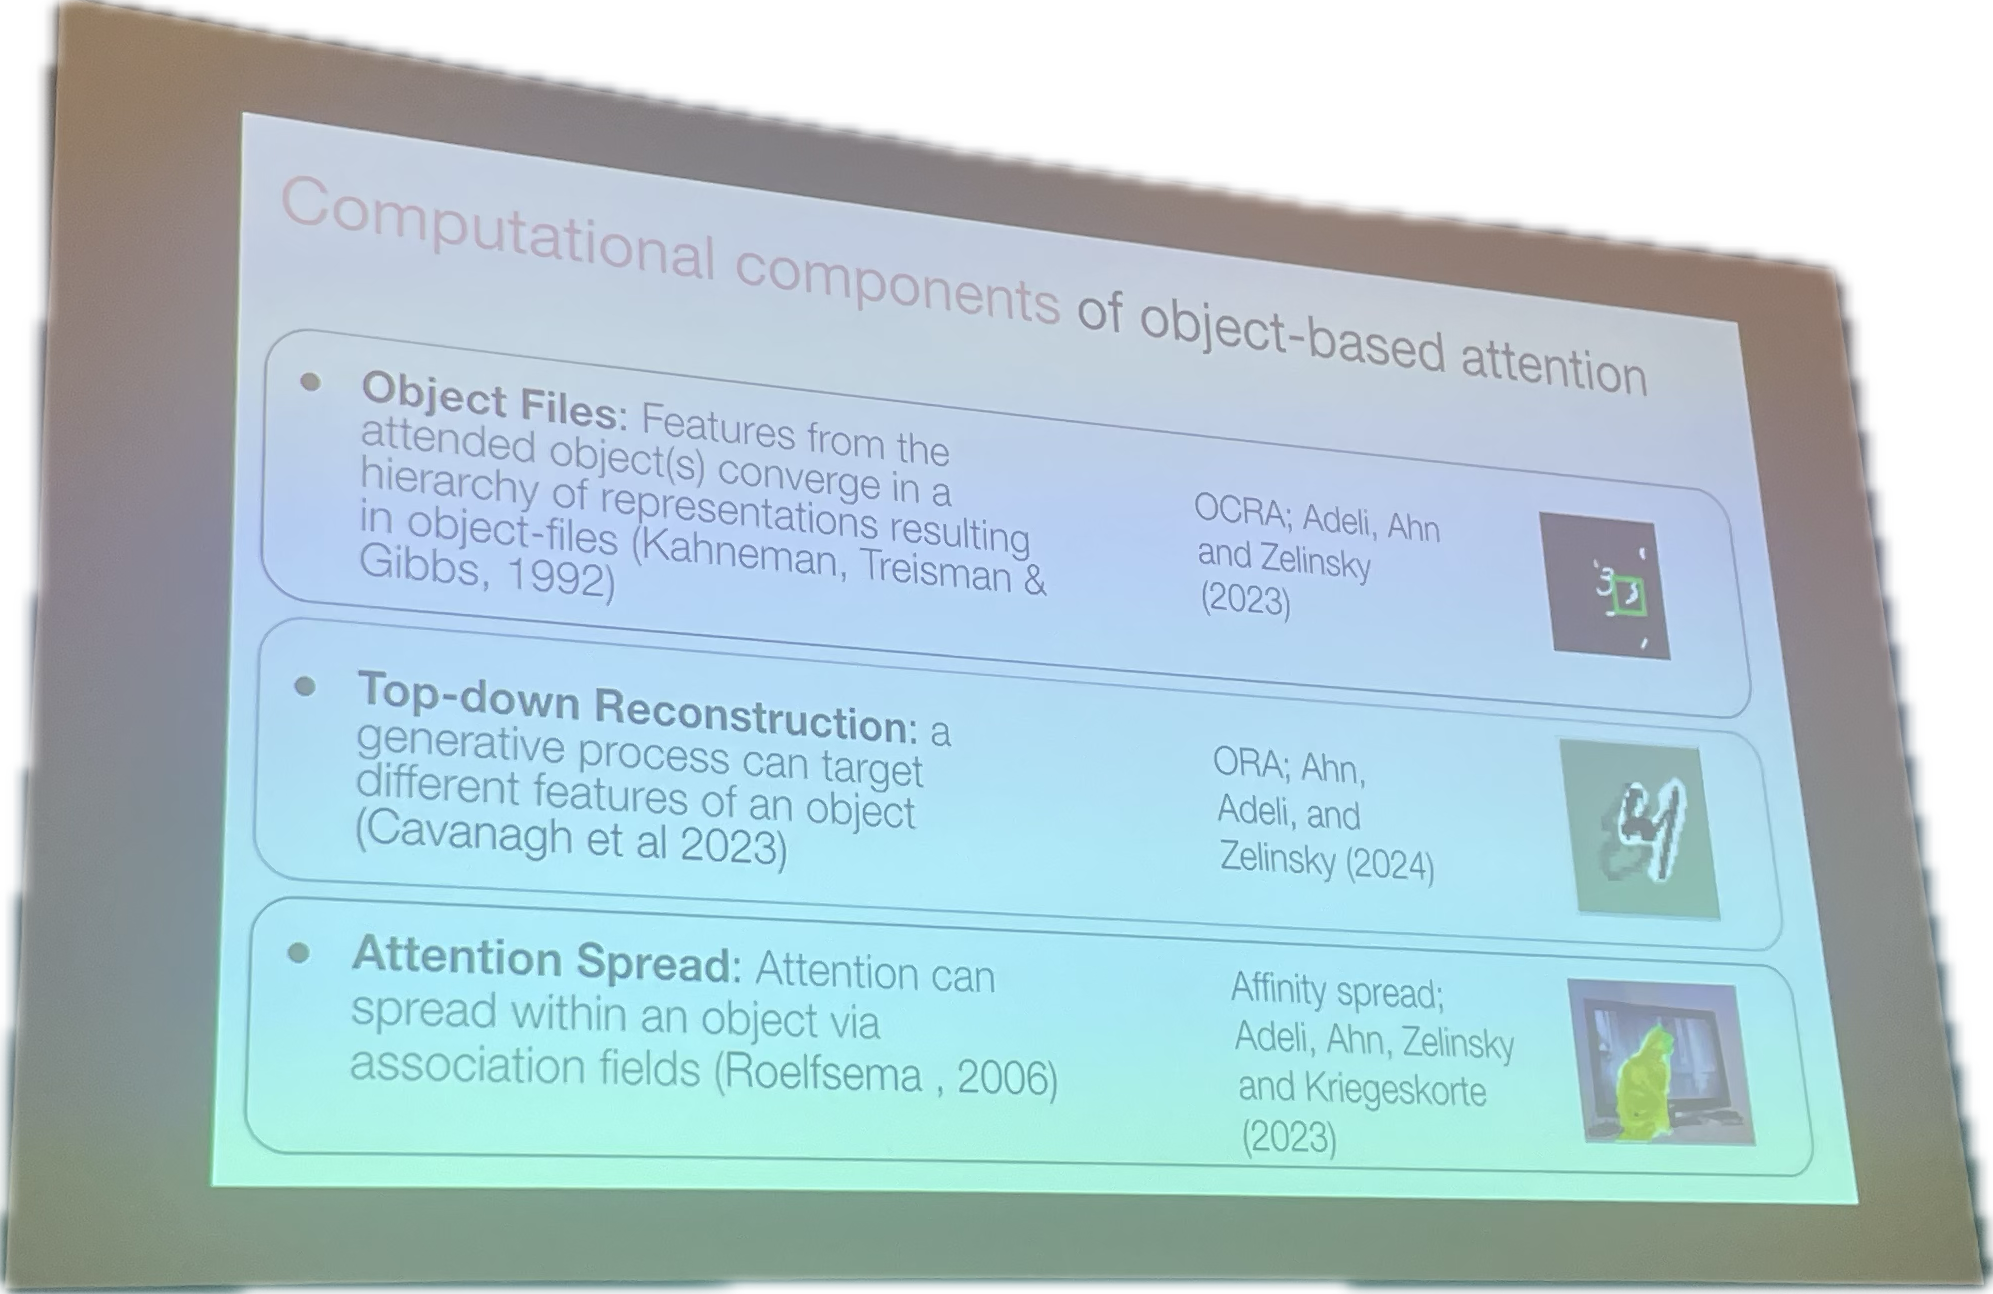 Computational components of object-based attention
• Object Files: Features from the
attended object(s) converge in a
hierarchy of representations resulting
in object-files (Kahneman, Treisman &
Gibbs, 1992)
OCRA; Adeli, Ahn
and Zelinsky
(2023)
• Top-down Reconstruction: a
generative process can target
different features of an object
(Cavanagh et al 2023)
ORA; Ahn,
Adeli, and
Zelinsky (2024)
• Attention Spread: Attention can
spread within an object via
association fields (Roelfsema , 2006)
Affinity spread;
Adeli, Ahn, Zelinsky
and Kriegeskorte
(2023)